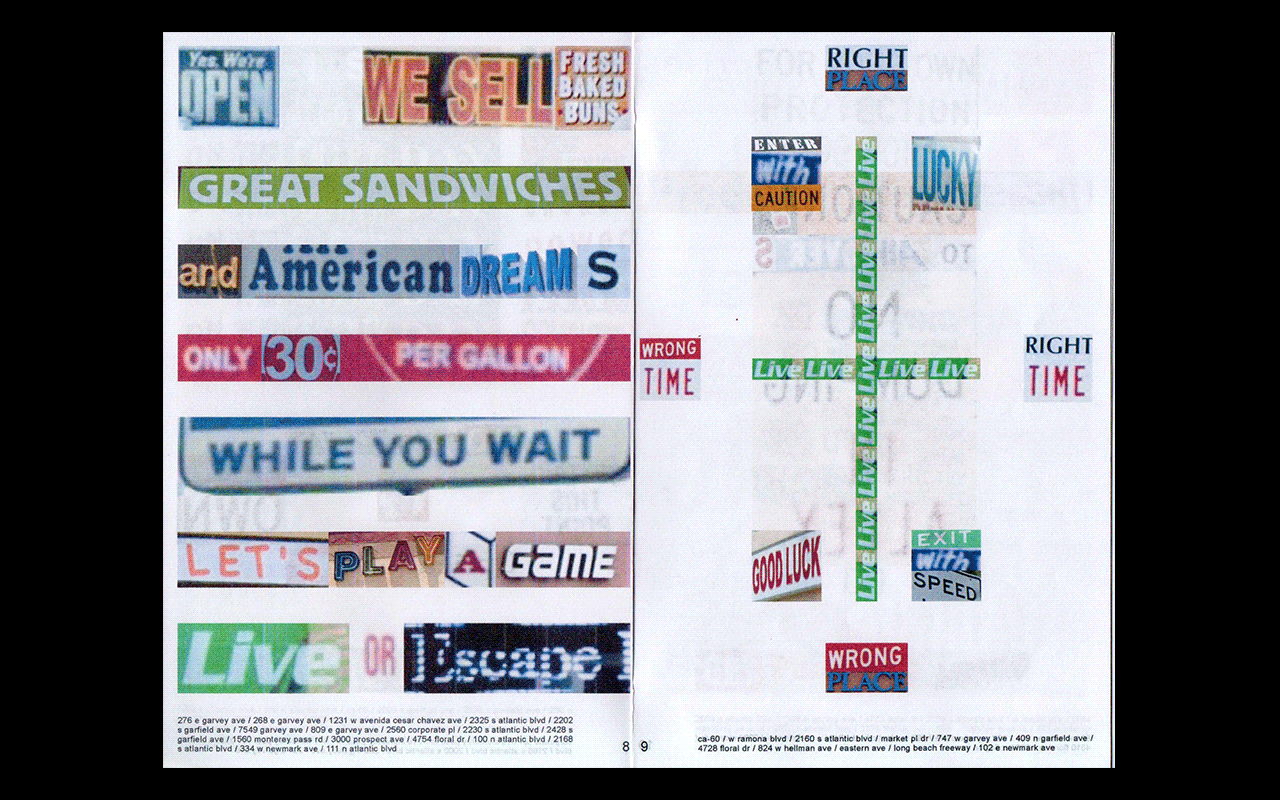 Yes, We're
OPEN
WE SELL
FRESH
BAKED
BUNS
GREAT SANDWICHES
and American DREAM S
ONLY 30¢ PER GALLON
WHILE YOU WAIT
LET'S PLAY A GAME
Live OR Escape
276 e garvey ave / 268 e garvey ave / 1231 w avenida cesar chavez ave / 2325 s atlantic blvd / 2202
s garfield ave / 7549 garvey ave / 809 e garvey ave / 2560 corporate pl / 2230 s atlantic blvd / 2428 s
garfield ave / 1560 monterey pass rd / 3000 prospect ave / 4754 floral dr / 100 n atlantic blvd / 2168
s atlantic blvd / 334 w newmark ave / 111 n atlantic blvd
8
RIGHT
PLACE
ENTER
with
CAUTION
LUCKY
Live Live Live Live Live Live Live Live Live
WRONG
TIME
Live Live Live Live
RIGHT
TIME
GOOD LUCK
EXIT
with
SPEED
WRONG
PLACE
9
ca-60 / w ramona blvd / 2160 s atlantic blvd / market pl dr / 747 w garvey ave / 409 n garfield ave /
4728 floral dr / 824 w hellman ave / eastern ave / long beach freeway / 102 e newmark ave